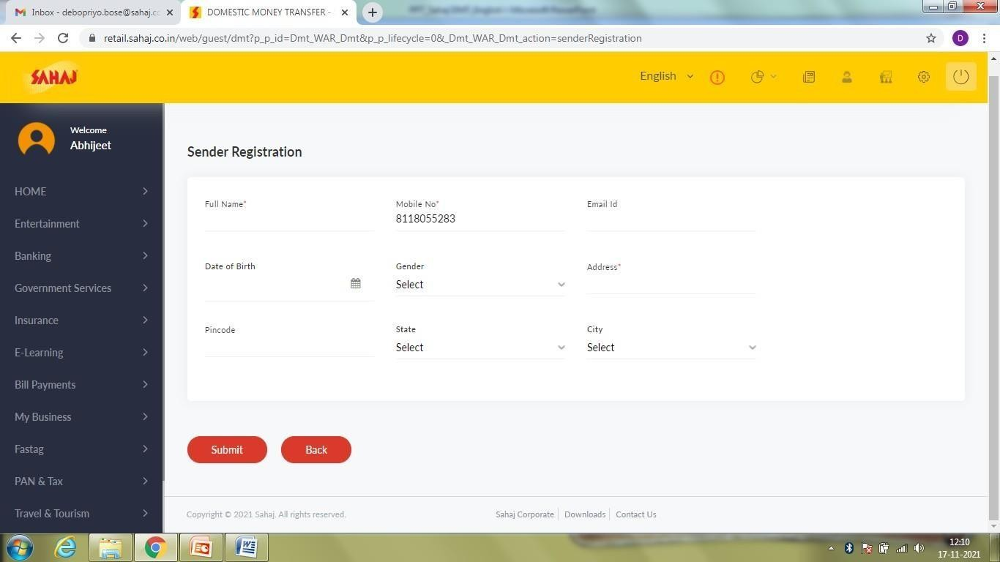 Inbox - debopriyo.bose@sahaj.cc
DOMESTIC MONEY TRANSFER -
retail.sahaj.co.in/web/guest/dmt?p_p_id=Dmt_WAR_Dmt&p_p_lifecycle=0&_Dmt_WAR_Dmt_action=senderRegistration
D
SAHAJ
English
Welcome
Abhijeet
HOME
Entertainment
Banking
Government Services
Insurance
E-Learning
Bill Payments
My Business
Fastag
PAN & Tax
Travel & Tourism
Sender Registration
Full Name*
Mobile No*
Email Id
8118055283
Date of Birth
Gender
Address*
Select
Pincode
State
City
Select
Select
Submit
Back
Copyright © 2021 Sahaj. All rights reserved.
Sahaj Corporate
Downloads
Contact Us
12:10
17-11-2021